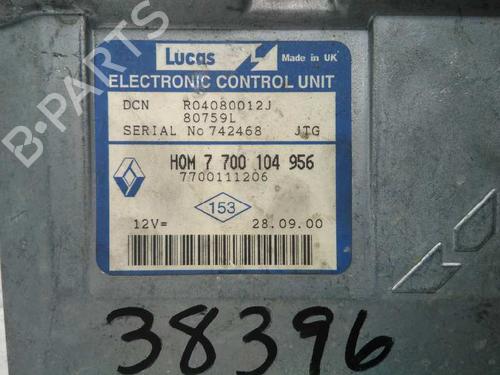 B-PARTS
Lucas Made in UK
ELECTRONIC CONTROL UNIT
DCN R04080012J
80759L
SERIAL No 742468 JTG
HOM 7 700 104 956
7700111206
153
12V= 28.09.00
38396